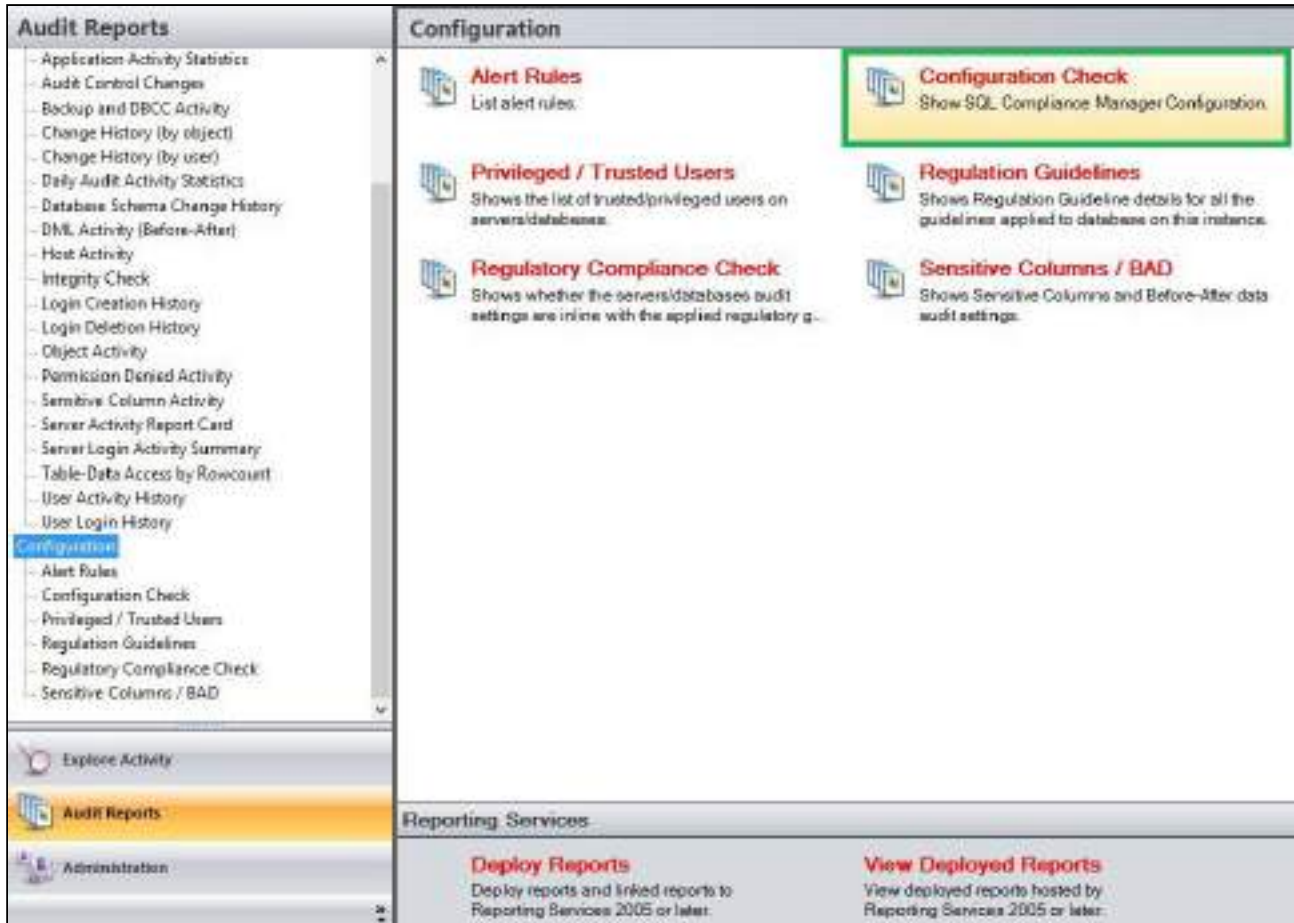 Audit Reports
Application Activity Statistics
Audit Control Changes
Backup and DBCC Activity
Change History (by object)
Change History (by user)
Daily Audit Activity Statistics
Database Schema Change History
DML Activity (Before-After)
Host Activity
Integrity Check
Login Creation History
Login Deletion History
Object Activity
Permission Denied Activity
Sensitive Column Activity
Server Activity Report Card
Server Login Activity Summary
Table-Data Access by Rowcount
User Activity History
User Login History
Configuration
Alert Rules
Configuration Check
Privileged / Trusted Users
Regulation Guidelines
Regulatory Compliance Check
Sensitive Columns / BAD
Explore Activity
Audit Reports
Administration
Configuration
Alert Rules
List alert rules.
Configuration Check
Show SQL Compliance Manager Configuration.
Privileged / Trusted Users
Shows the list of trusted/privileged users on
servers/databases.
Regulation Guidelines
Shows Regulation Guideline details for all the
guidelines applied to database on this instance.
Regulatory Compliance Check
Shows whether the servers/databases audit
settings are inline with the applied regulatory g...
Sensitive Columns / BAD
Shows Sensitive Columns and Before-After data
audit settings.
Reporting Services
Deploy Reports
Deploy reports and linked reports to
Reporting Services 2005 or later.
View Deployed Reports
View deployed reports hosted by
Reporting Services 2005 or later.